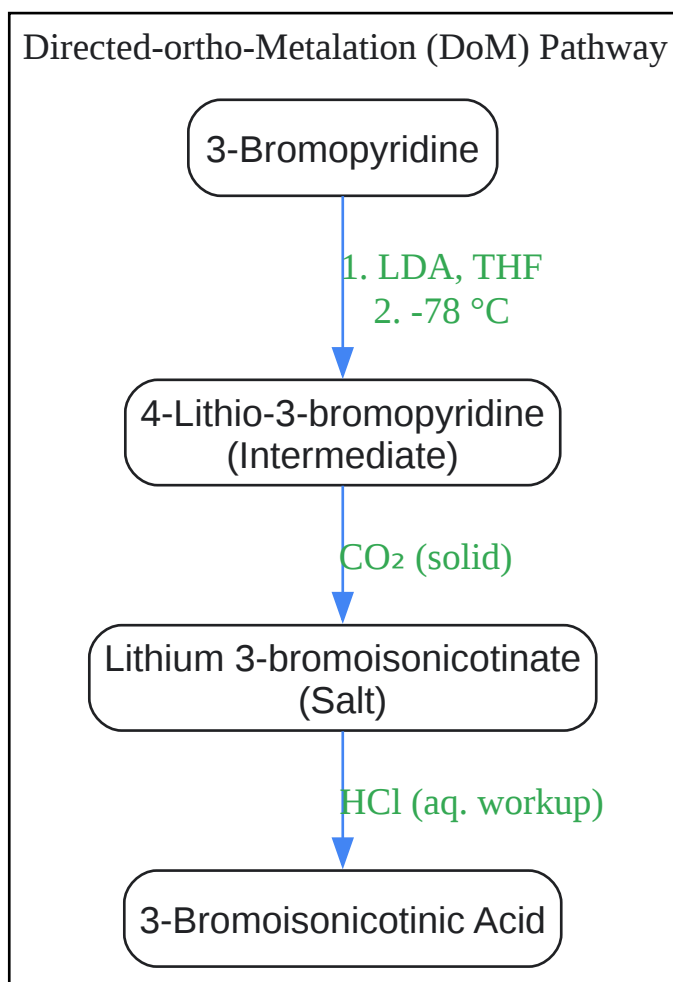 Directed-ortho-Metalation (DoM) Pathway
3-Bromopyridine
1. LDA, THF
2. -78 °C
4-Lithio-3-bromopyridine
(Intermediate)
CO₂ (solid)
Lithium 3-bromoisonicotinate
(Salt)
HCl (aq. workup)
3-Bromoisonicotinic Acid